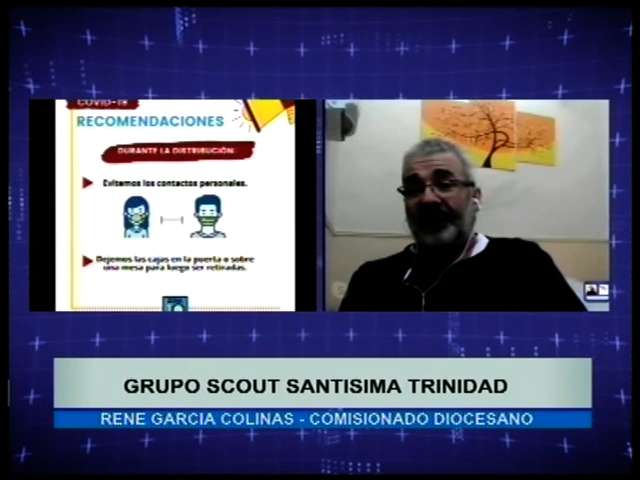 COVID-19
RECOMENDACIONES
DURANTE LA DISTRIBUCIÓN
Evitemos los contactos personales.
Dejemos las cajas en la puerta o sobre
una mesa para luego ser retiradas.
GRUPO SCOUT SANTISIMA TRINIDAD
RENE GARCIA COLINAS - COMISIONADO DIOCESANO